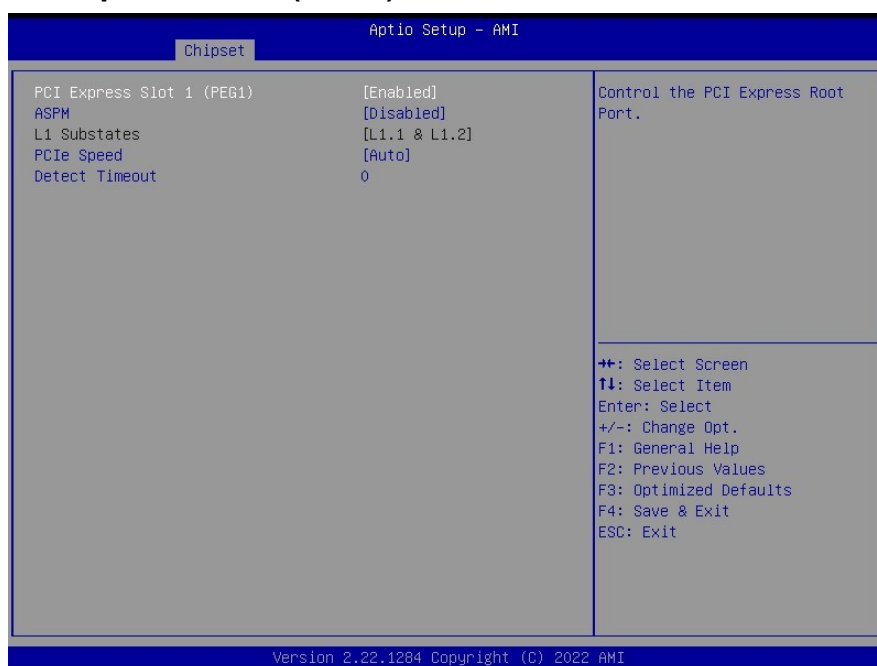 Aptio Setup - AMI
Chipset
PCI Express Slot 1 (PEG1) [Enabled]
ASPM [Disabled]
L1 Substates [L1.1 & L1.2]
PCIe Speed [Auto]
Detect Timeout 0
Control the PCI Express Root
Port.
→←: Select Screen
↑↓: Select Item
Enter: Select
+/-: Change Opt.
F1: General Help
F2: Previous Values
F3: Optimized Defaults
F4: Save & Exit
ESC: Exit
Version 2.22.1284 Copyright (C) 2022 AMI